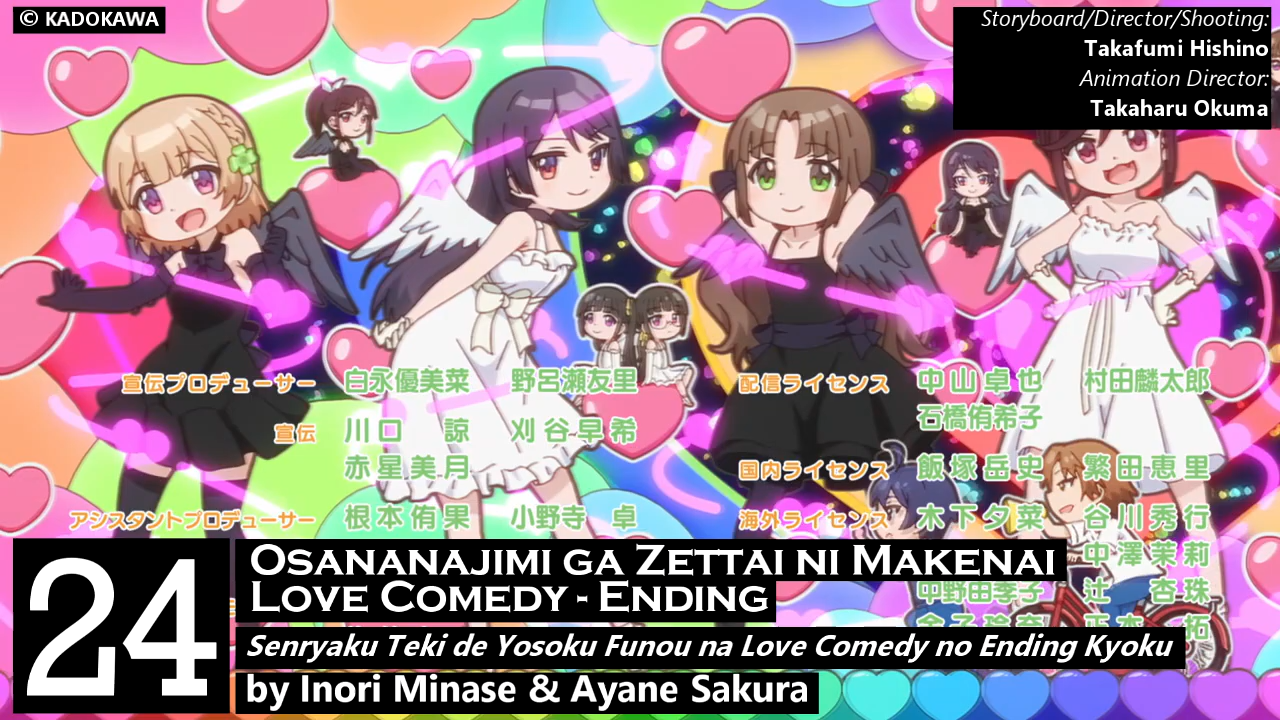 © KADOKAWA
Storyboard/Director/Shooting:
Takafumi Hishino
Animation Director:
Takaharu Okuma
宣伝プロデューサー 白永優美菜 野呂瀬友里
宣伝 川口 諒 刈谷早希
赤星美月
アシスタントプロデューサー 根本侑果 小野寺 卓
配信ライセンス 中山卓也 村田麟太郎
石橋侑希子
国内ライセンス 飯塚岳史 繁田恵里
海外ライセンス 木下夕菜 谷川秀行
中澤茉莉
中野田季子 辻 杏珠
24
OSANANAJIMI GA ZETTAI NI MAKENAI
LOVE COMEDY - ENDING
Senryaku Teki de Yosoku Funou na Love Comedy no Ending Kyoku
by Inori Minase & Ayane Sakura